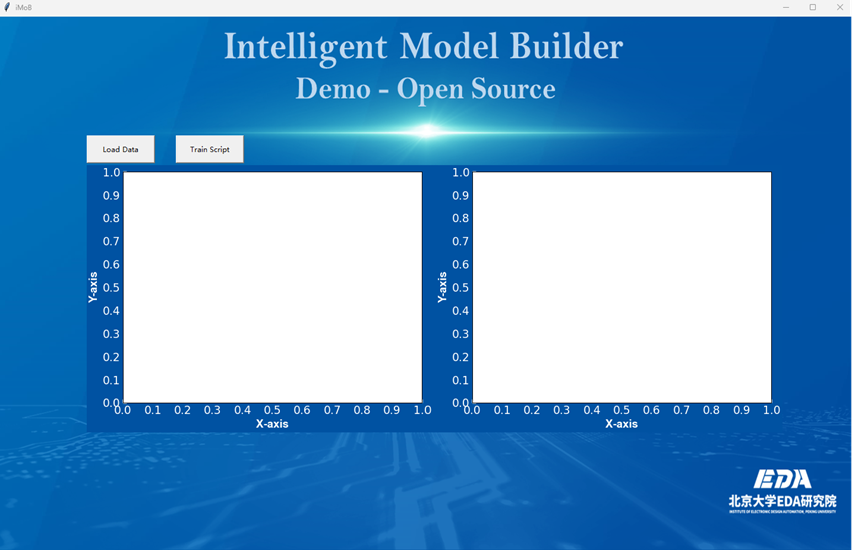 iMoB
Intelligent Model Builder
Demo - Open Source
Load Data
Train Script
1.0
0.9
0.8
0.7
0.6
0.5
0.4
0.3
0.2
0.1
0.0
Y-axis
0.0 0.1 0.2 0.3 0.4 0.5 0.6 0.7 0.8 0.9 1.0
X-axis
1.0
0.9
0.8
0.7
0.6
0.5
0.4
0.3
0.2
0.1
0.0
Y-axis
0.0 0.1 0.2 0.3 0.4 0.5 0.6 0.7 0.8 0.9 1.0
X-axis
EDA
北京大学EDA研究院
INSTITUTE OF ELECTRONIC DESIGN AUTOMATION, PEKING UNIVERSITY